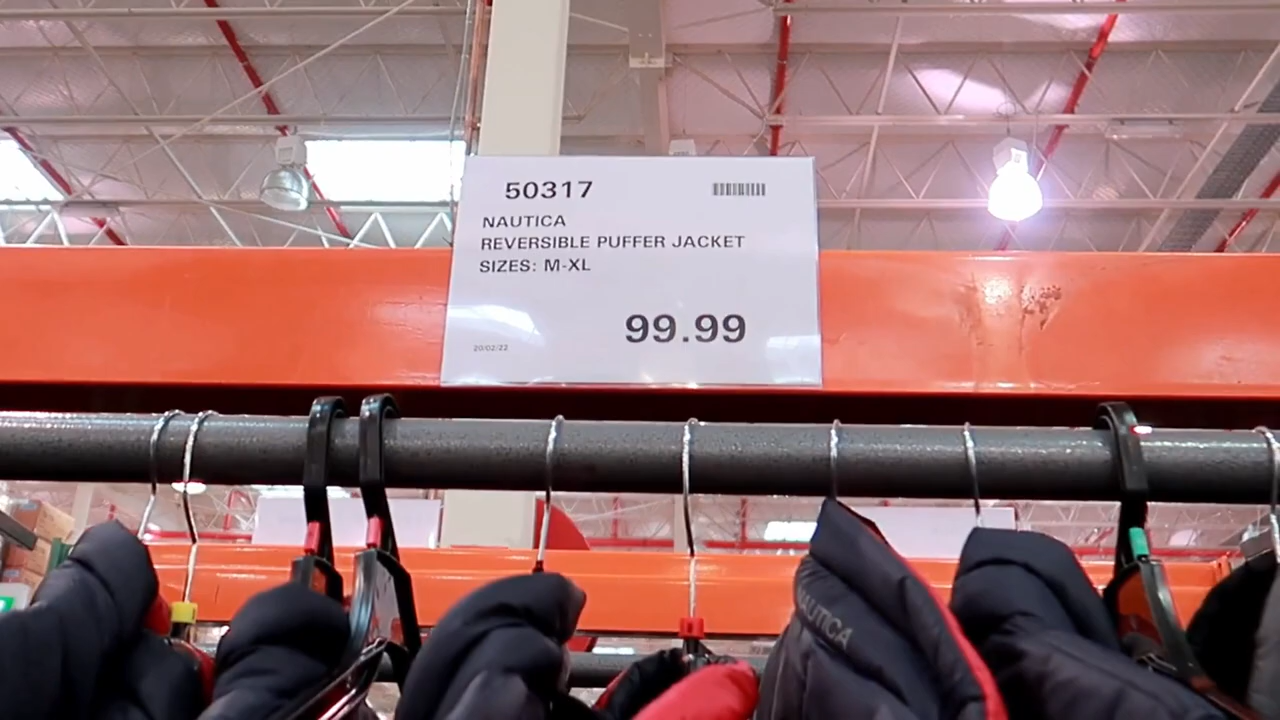 50317
NAUTICA
REVERSIBLE PUFFER JACKET
SIZES: M-XL
99.99
20/02/22
NAUTICA